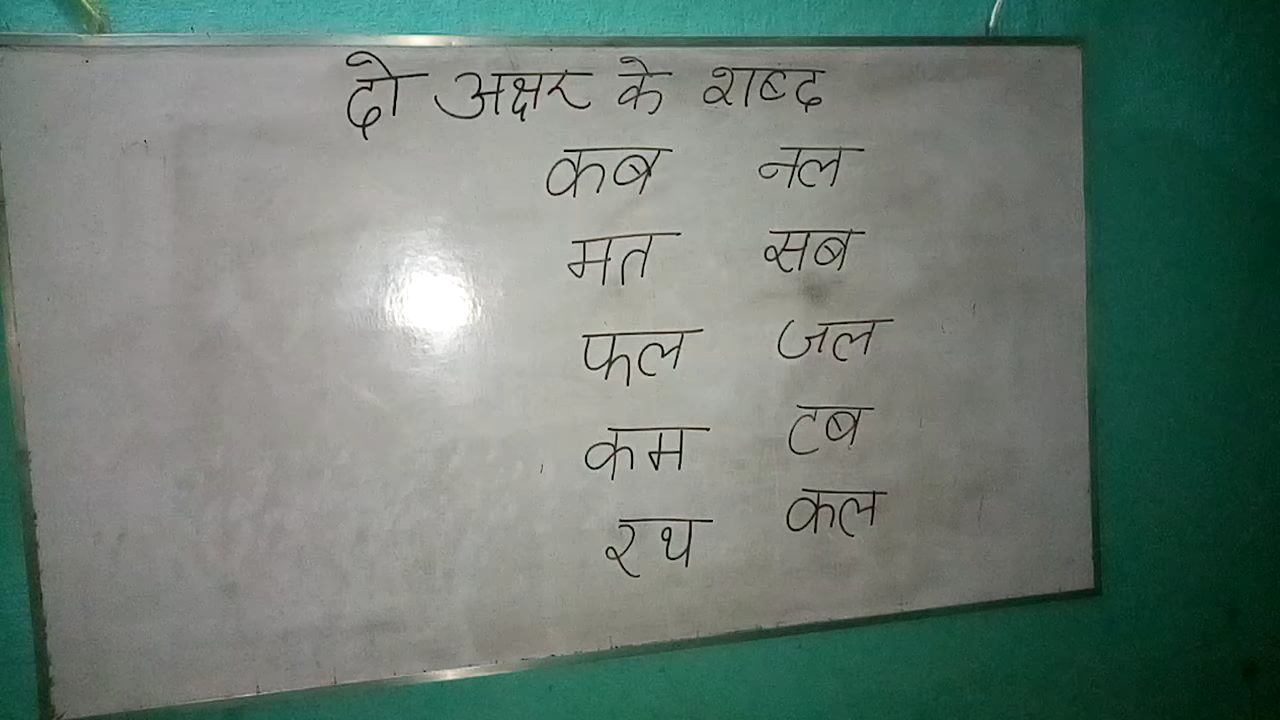 दो अक्षर के शब्द
कब नल
मत सब
फल जल
कम टब
रथ कल